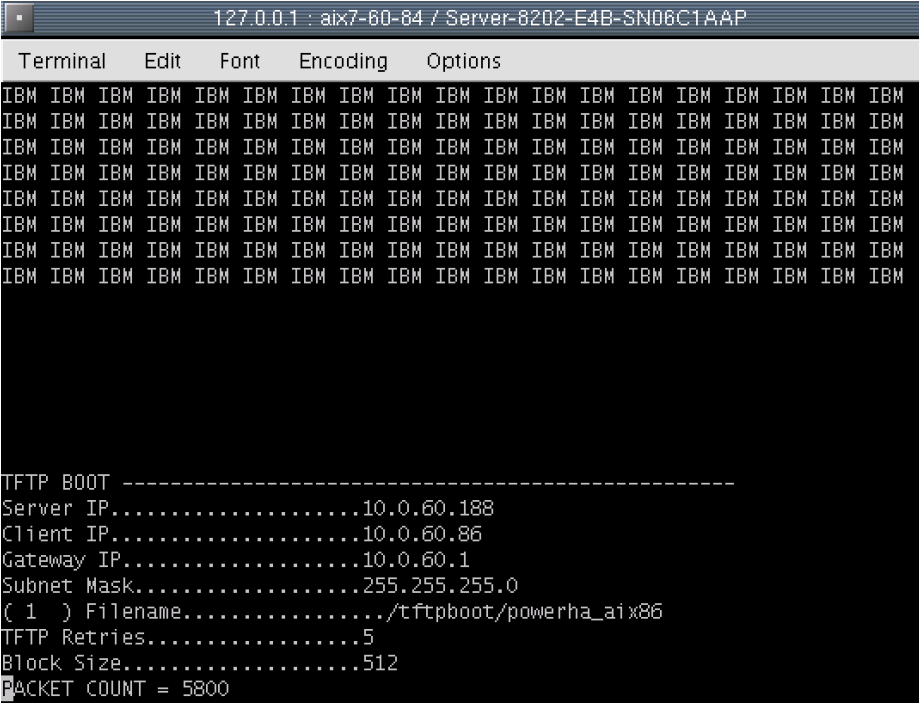 127.0.0.1 : aix7-60-84 / Server-8202-E4B-SN06C1AAP
Terminal Edit Font Encoding Options
IBM IBM IBM IBM IBM IBM IBM IBM IBM IBM IBM IBM IBM IBM IBM IBM IBM IBM IBM
IBM IBM IBM IBM IBM IBM IBM IBM IBM IBM IBM IBM IBM IBM IBM IBM IBM IBM IBM
IBM IBM IBM IBM IBM IBM IBM IBM IBM IBM IBM IBM IBM IBM IBM IBM IBM IBM IBM
IBM IBM IBM IBM IBM IBM IBM IBM IBM IBM IBM IBM IBM IBM IBM IBM IBM IBM IBM
IBM IBM IBM IBM IBM IBM IBM IBM IBM IBM IBM IBM IBM IBM IBM IBM IBM IBM IBM
IBM IBM IBM IBM IBM IBM IBM IBM IBM IBM IBM IBM IBM IBM IBM IBM IBM IBM IBM
IBM IBM IBM IBM IBM IBM IBM IBM IBM IBM IBM IBM IBM IBM IBM IBM IBM IBM IBM
IBM IBM IBM IBM IBM IBM IBM IBM IBM IBM IBM IBM IBM IBM IBM IBM IBM IBM IBM
TFTP BOOT ---------------------------------------------------
Server IP.....................10.0.60.188
Client IP.....................10.0.60.86
Gateway IP....................10.0.60.1
Subnet Mask...................255.255.255.0
( 1  ) Filename................./tftpboot/powerha_aix86
TFTP Retries..................5
Block Size....................512
PACKET COUNT = 5800